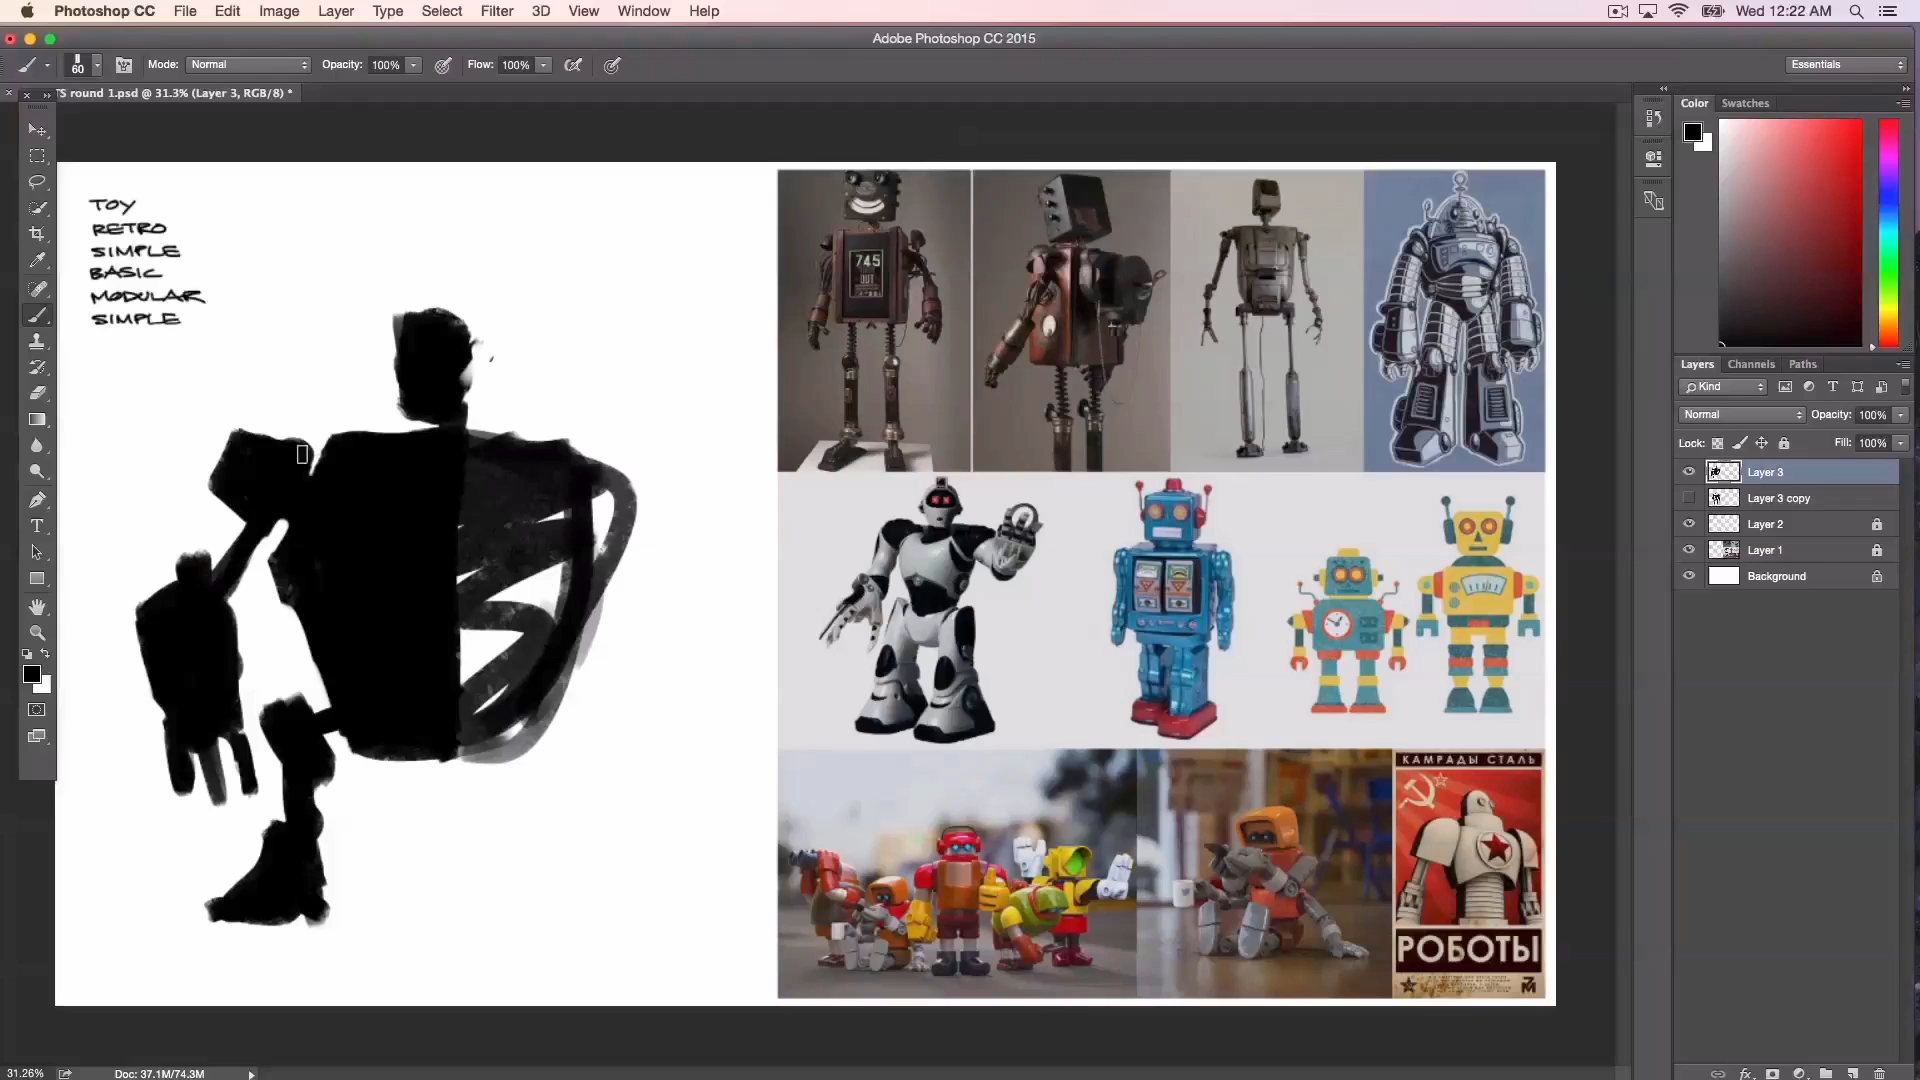 Photoshop CC File Edit Image Layer Type Select Filter 3D View Window Help Wed 12:22 AM
Adobe Photoshop CC 2015
60 Mode: Normal Opacity: 100% Flow: 100% Essentials
TS round 1.psd @ 31.3% (Layer 3, RGB/8) *
Color Swatches
TOY
RETRO
SIMPLE
BASIC
MODULAR
SIMPLE
745
OUT
Layers Channels Paths
Kind
Normal Opacity: 100%
Lock: Fill: 100%
Layer 3
Layer 3 copy
Layer 2
Layer 1
Background
КАМРАДЫ СТАЛЬ
РОБОТЫ
31.26% Doc: 37.1M/74.3M